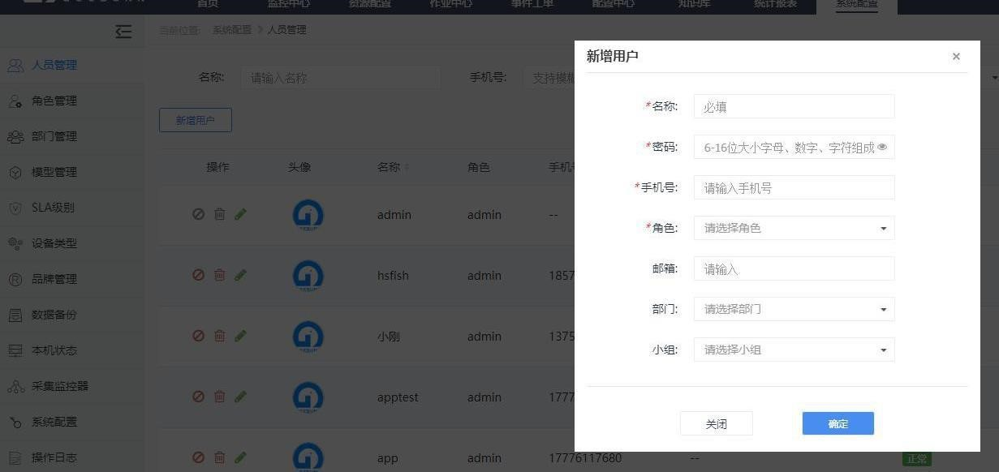 首页 监控中心 资源配置 作业中心 事件工单 配置中心 知识库 统计报表 系统配置
当前位置: 系统配置 > 人员管理
人员管理
角色管理
部门管理
模型管理
SLA级别
设备类型
品牌管理
数据备份
本机状态
采集监控器
系统配置
操作日志
名称: 请输入名称 手机号: 支持模糊
新增用户
操作 头像 名称 角色 手机号
admin admin --
hsfish admin 1857
小刚 admin 1375
apptest admin 1777
app admin 17776117680 -- 正常
新增用户 ×
*名称: 必填
*密码: 6-16位大小字母、数字、字符组成
*手机号: 请输入手机号
*角色: 请选择角色
邮箱: 请输入
部门: 请选择部门
小组: 请选择小组
关闭 确定